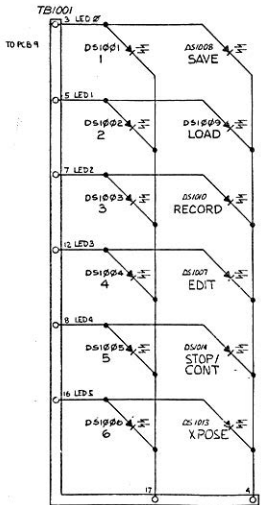 TB1001
TO PCB 9
3 LED Ø
DS1ØØ1
1
DS1008
SAVE
5 LED 1
DS1ØØ2
2
DS1ØØ9
LOAD
7 LED 2
DS1ØØ3
3
DS1010
RECORD
12 LED 3
DS1ØØ4
4
DS1007
EDIT
8 LED 4
DS1ØØ5
5
DS1014
STOP/
CONT
16 LED 5
DS1ØØ6
6
DS1013
XPOSE
17
4